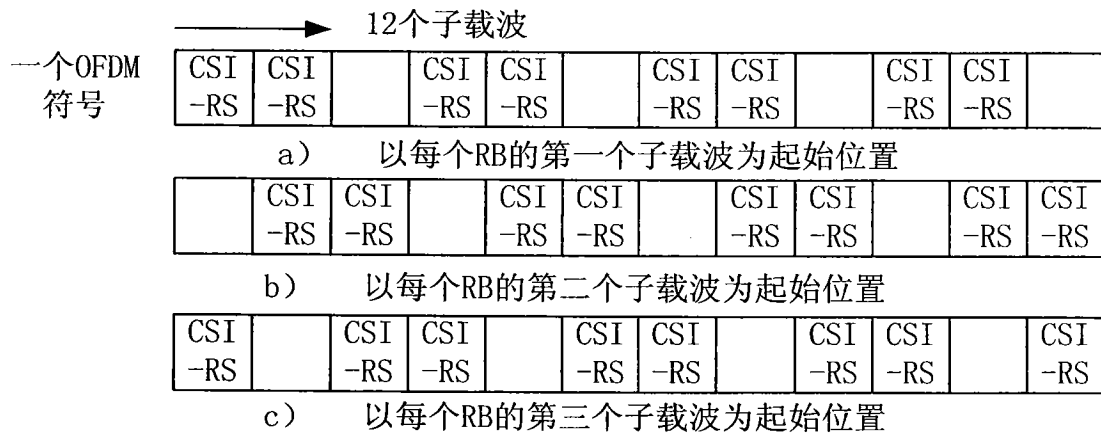 12个子载波
一个OFDM
符号
CSI CSI CSI CSI CSI CSI CSI CSI
-RS -RS -RS -RS -RS -RS -RS -RS
a) 以每个RB的第一个子载波为起始位置
CSI CSI CSI CSI CSI CSI CSI CSI
-RS -RS -RS -RS -RS -RS -RS -RS
b) 以每个RB的第二个子载波为起始位置
CSI CSI CSI CSI CSI CSI CSI CSI
-RS -RS -RS -RS -RS -RS -RS -RS
c) 以每个RB的第三个子载波为起始位置